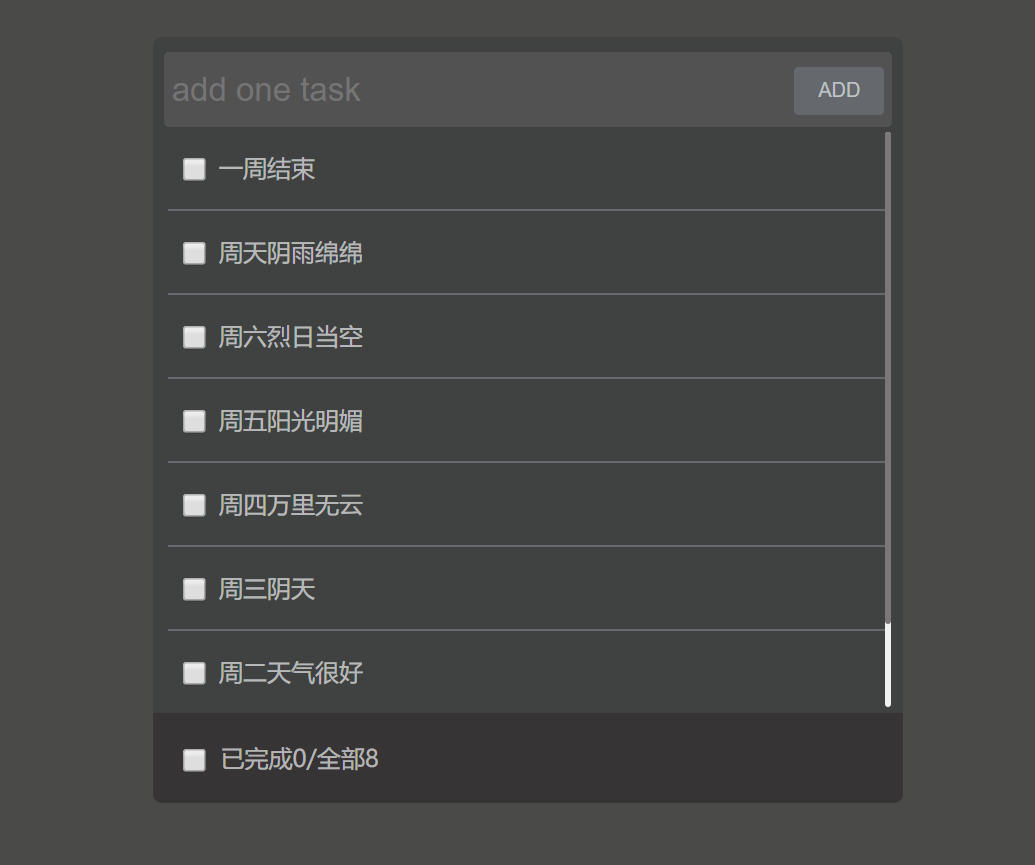 add one task
ADD
一周结束
周天阴雨绵绵
周六烈日当空
周五阳光明媚
周四万里无云
周三阴天
周二天气很好
已完成0/全部8